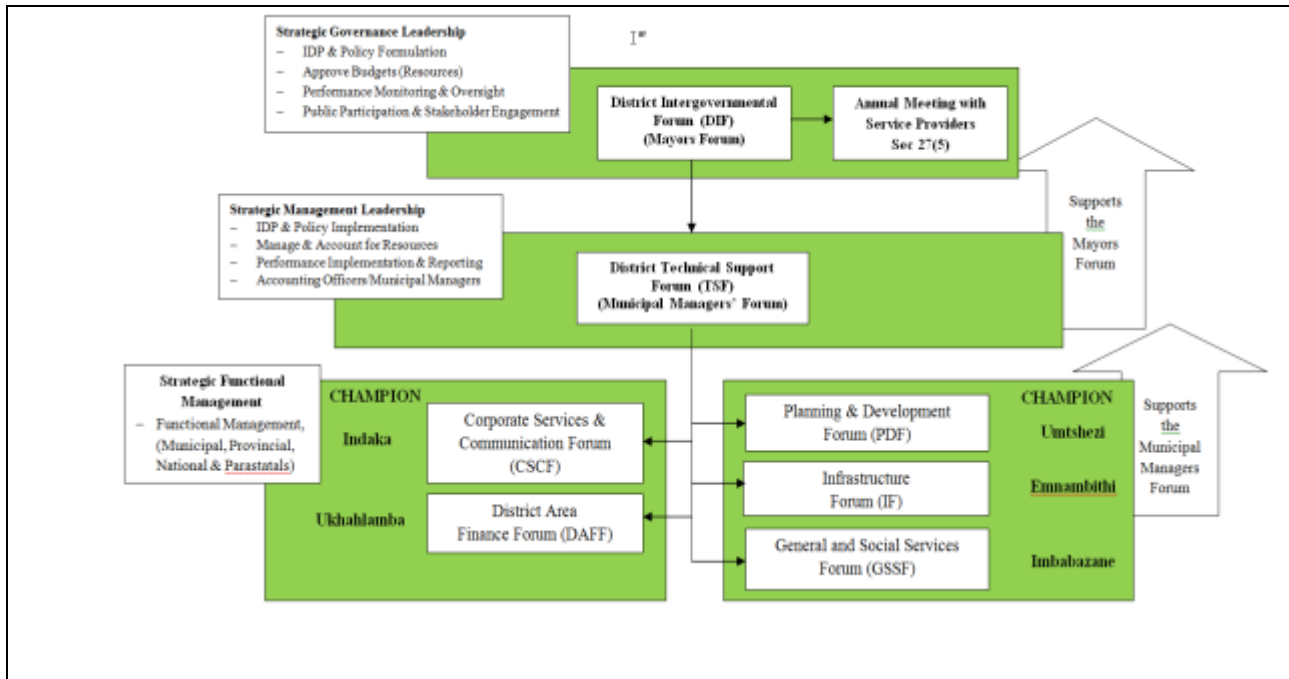 Strategic Governance Leadership
– IDP & Policy Formulation
– Approve Budgets (Resources)
– Performance Monitoring & Oversight
– Public Participation & Stakeholder Engagement
District Intergovernmental
Forum (DIF)
(Mayors Forum)
Annual Meeting with
Service Providers
Sec 27(5)
Strategic Management Leadership
– IDP & Policy Implementation
– Manage & Account for Resources
– Performance Implementation & Reporting
– Accounting Officers/Municipal Managers
District Technical Support
Forum (TSF)
(Municipal Managers’ Forum)
Supports
the
Mayors
Forum
Strategic Functional
Management
– Functional Management,
(Municipal, Provincial,
National & Parastatals)
CHAMPION
Indaka
Corporate Services &
Communication Forum
(CSCF)
Ukhahlamba
District Area
Finance Forum (DAFF)
Planning & Development
Forum (PDF)
CHAMPION
Umtshezi
Infrastructure
Forum (IF)
Emnambithi
General and Social Services
Forum (GSSF)
Imbabazane
Supports
the
Municipal
Managers
Forum